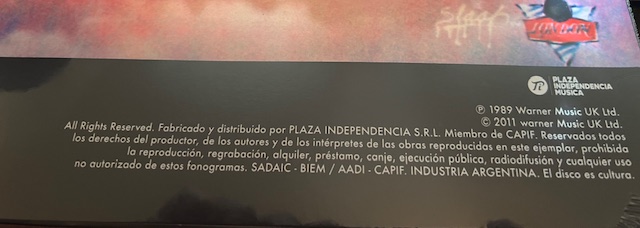 LONDON
PLAZA
INDEPENDENCIA
MUSICA
℗ 1989 Warner Music UK Ltd.
© 2011 warner Music UK Ltd.
All Rights Reserved. Fabricado y distribuido por PLAZA INDEPENDENCIA S.R.L. Miembro de CAPIF. Reservados todos
los derechos del productor, de los autores y de los intérpretes de las obras reproducidas en este ejemplar, prohibida
la reproducción, regrabación, alquiler, préstamo, canje, ejecución pública, radiodifusión y cualquier uso
no autorizado de estos fonogramas. SADAIC - BIEM / AADI - CAPIF. INDUSTRIA ARGENTINA. El disco es cultura.